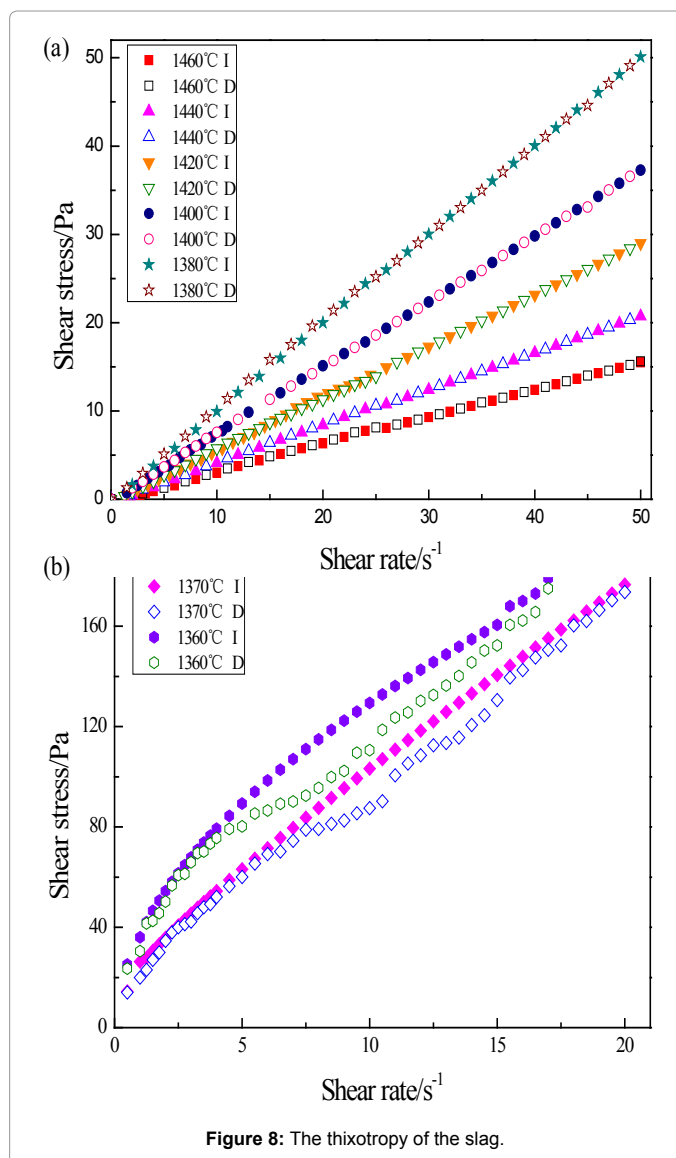 (a)
50
40
30
20
10
0
Shear stress/Pa
1460℃ I
1460℃ D
1440℃ I
1440℃ D
1420℃ I
1420℃ D
1400℃ I
1400℃ D
1380℃ I
1380℃ D
0 10 20 30 40 50
Shear rate/s⁻¹
(b)
160
120
80
40
0
Shear stress/Pa
1370℃ I
1370℃ D
1360℃ I
1360℃ D
0 5 10 15 20
Shear rate/s⁻¹
Figure 8: The thixotropy of the slag.